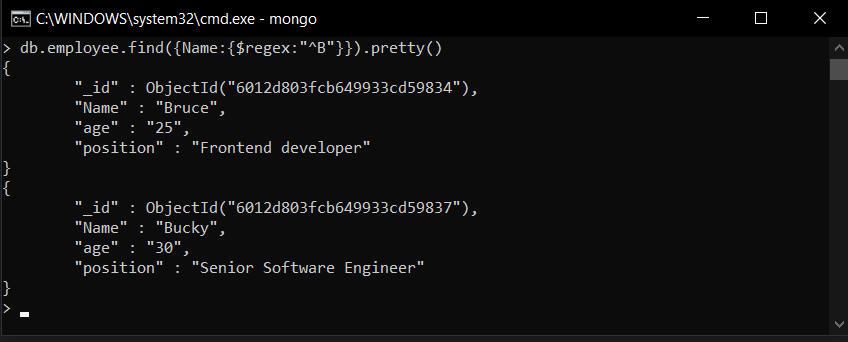 C:\WINDOWS\system32\cmd.exe - mongo
> db.employee.find({Name:{$regex:"^B"}}).pretty()
{
        "_id" : ObjectId("6012d803fcb649933cd59834"),
        "Name" : "Bruce",
        "age" : "25",
        "position" : "Frontend developer"
}
{
        "_id" : ObjectId("6012d803fcb649933cd59837"),
        "Name" : "Bucky",
        "age" : "30",
        "position" : "Senior Software Engineer"
}
>